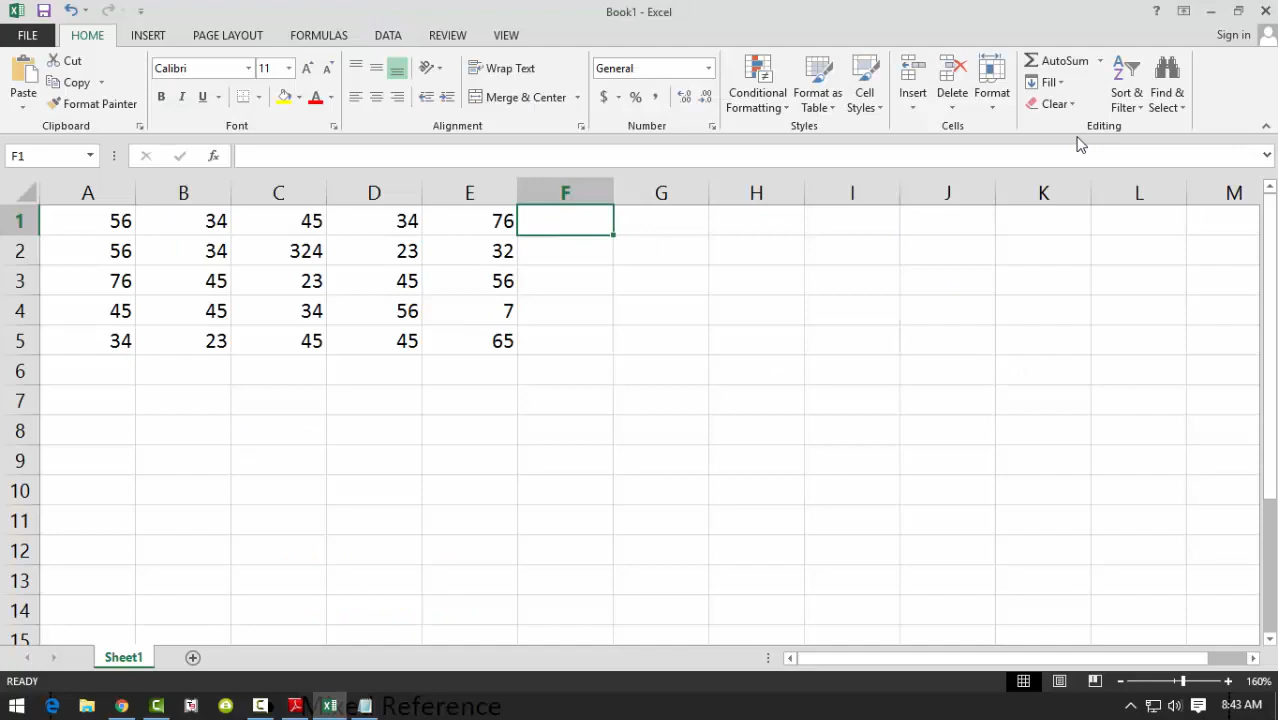 Book1 - Excel
FILE HOME INSERT PAGE LAYOUT FORMULAS DATA REVIEW VIEW Sign in
Paste Cut Copy Format Painter Clipboard
Calibri 11 B I U Font
Wrap Text Merge & Center Alignment
General $ % , Number
Conditional Formatting Format as Table Cell Styles Styles
Insert Delete Format Cells
AutoSum Fill Clear Sort & Filter Find & Select Editing
F1 fx
A B C D E F G H I J K L M
1 56 34 45 34 76
2 56 34 324 23 32
3 76 45 23 45 56
4 45 45 34 56 7
5 34 23 45 45 65
6
7
8
9
10
11
12
13
14
15
Sheet1
READY 160%
Reference 8:43 AM